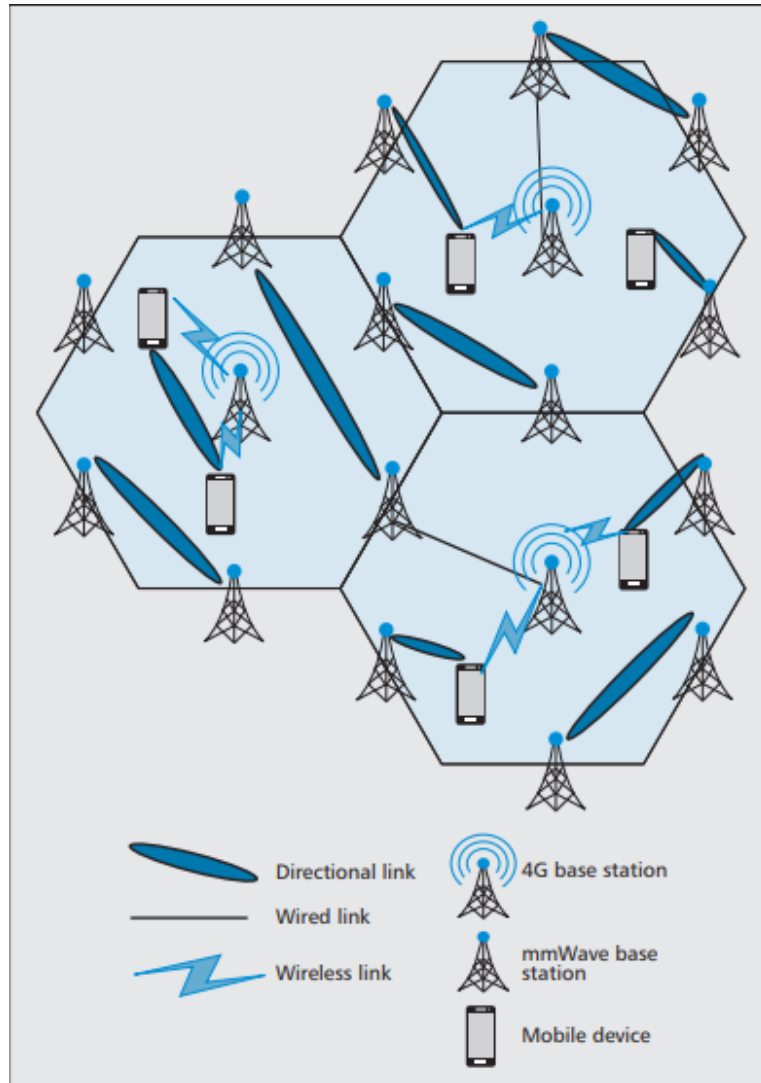 Directional link
Wired link
Wireless link
4G base station
mmWave base
station
Mobile device